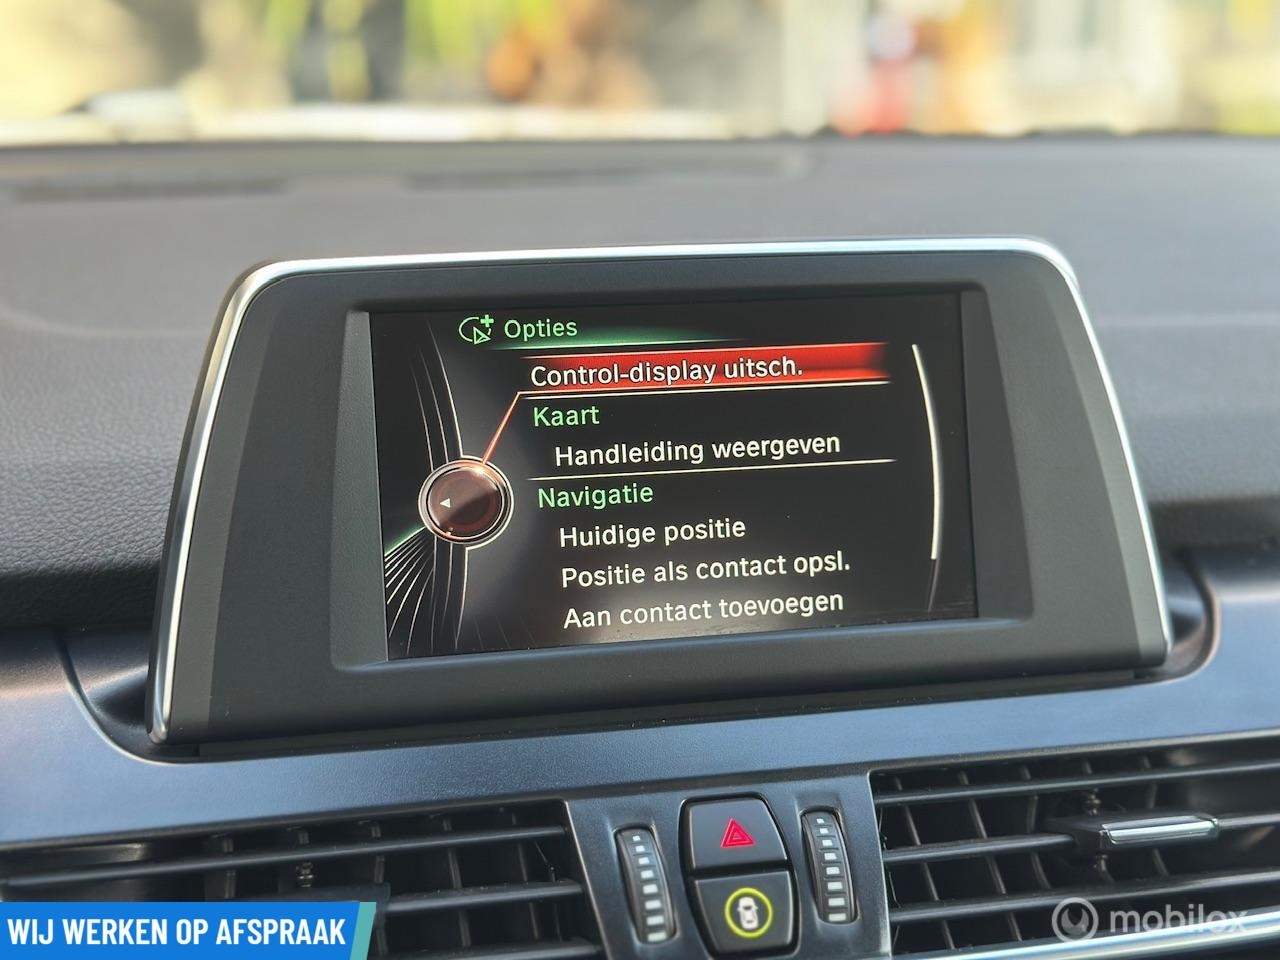 Opties
Control-display uitsch.
Kaart
Handleiding weergeven
Navigatie
Huidige positie
Positie als contact opsl.
Aan contact toevoegen
WIJ WERKEN OP AFSPRAAK
mobilox